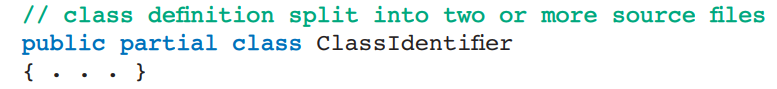 // class definition split into two or more source files
public partial class ClassIdentifier
{ . . . }